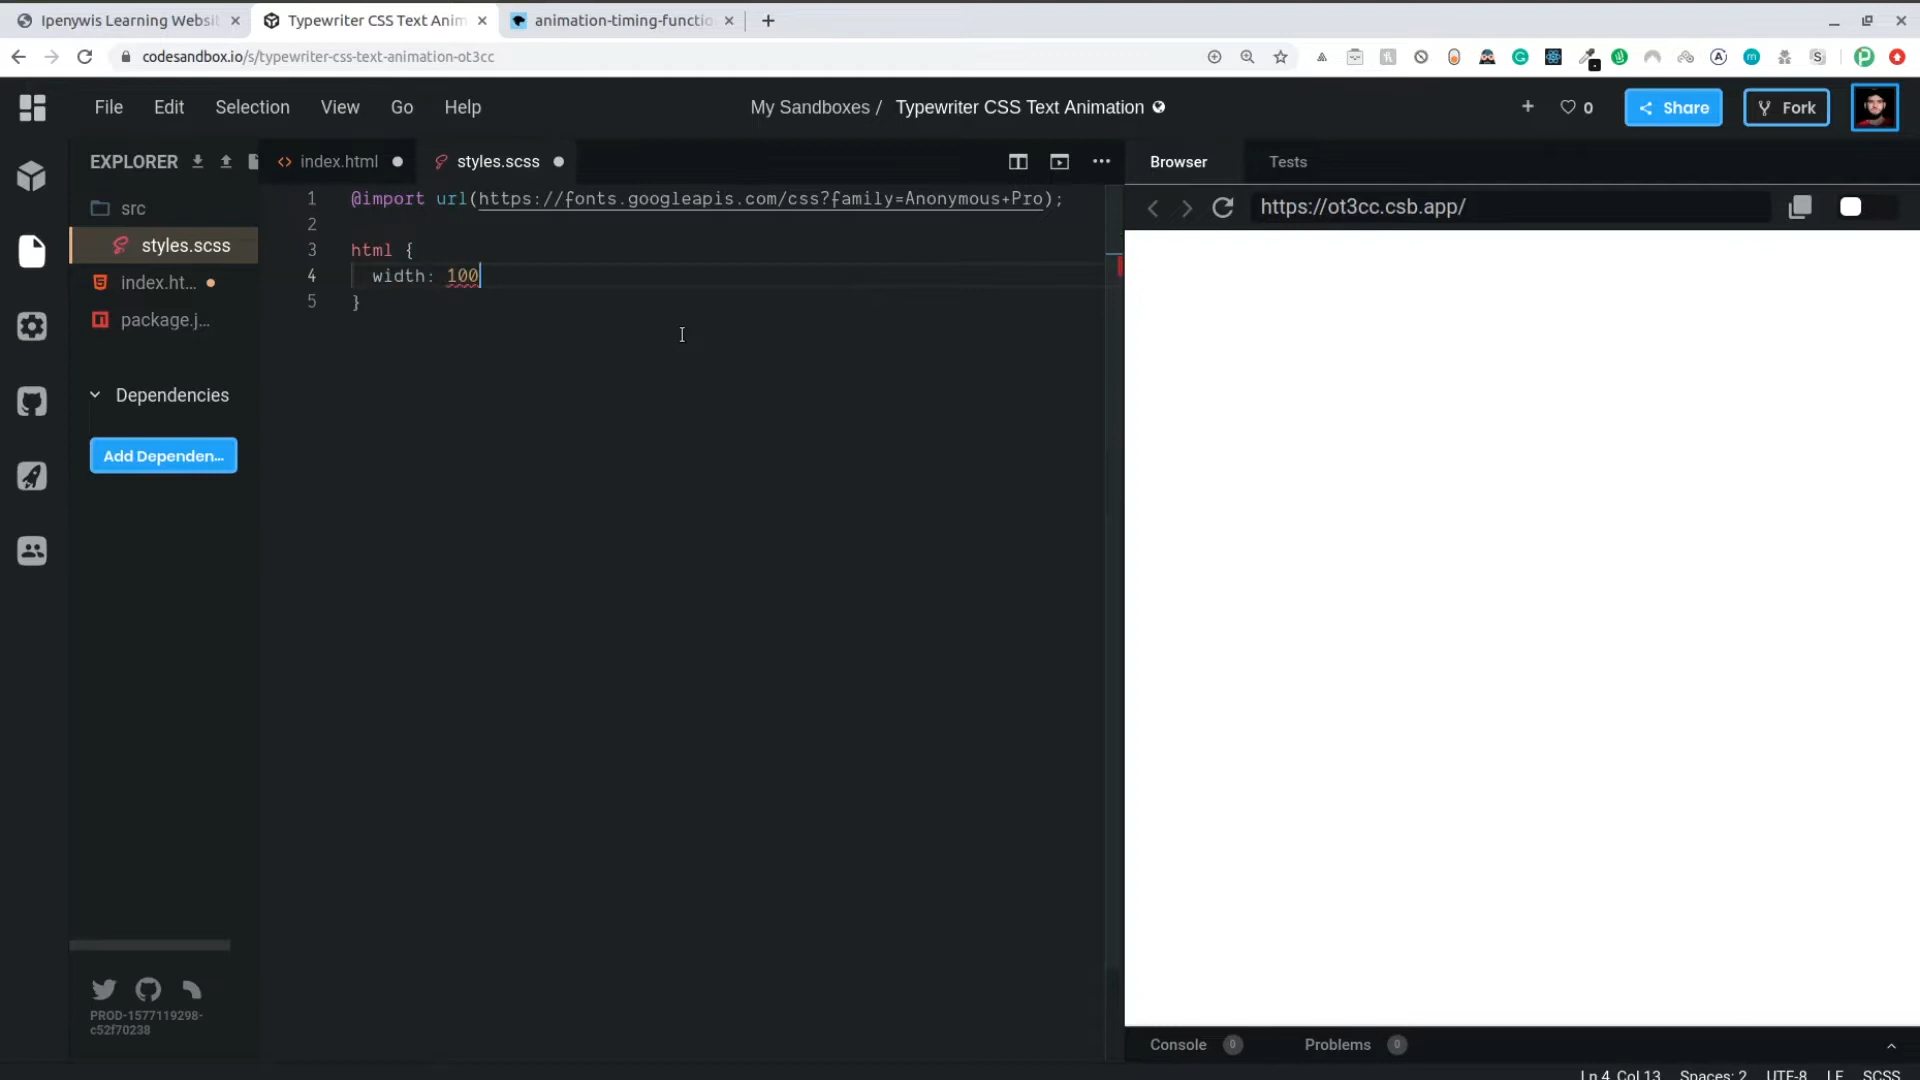 Ipenywis Learning Websit
Typewriter CSS Text Anim
animation-timing-functio
codesandbox.io/s/typewriter-css-text-animation-ot3cc
File Edit Selection View Go Help
My Sandboxes / Typewriter CSS Text Animation
0
Share
Fork
EXPLORER
src
styles.scss
index.ht...
package.j...
Dependencies
Add Dependen...
PROD-1577119298-
c52f70238
index.html
styles.scss
1 @import url(https://fonts.googleapis.com/css?family=Anonymous+Pro);
2
3 html {
4 width: 100
5 }
Browser
Tests
https://ot3cc.csb.app/
Console 0
Problems 0
Ln 4, Col 13 Spaces: 2 UTF-8 LF SCSS